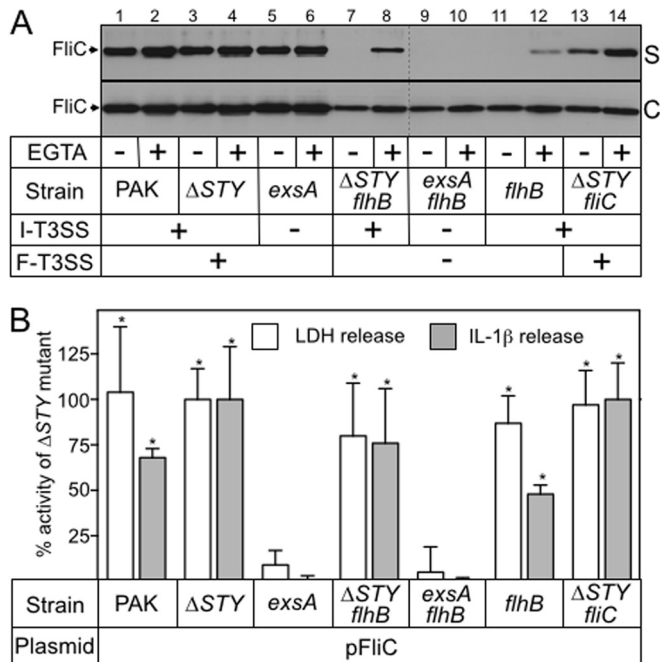 A
1 2 3 4 5 6 7 8 9 10 11 12 13 14
FliC S
FliC C
EGTA - + - + - + - + - + - + - +
Strain PAK ΔSTY exsA ΔSTY flhB exsA flhB flhB ΔSTY fliC
I-T3SS + - + - +
F-T3SS + - +
B
LDH release IL-1β release
% activity of ΔSTY mutant
125
100
75
50
25
* * * * * * * * * *
Strain PAK ΔSTY exsA ΔSTY flhB exsA flhB flhB ΔSTY fliC
Plasmid pFliC